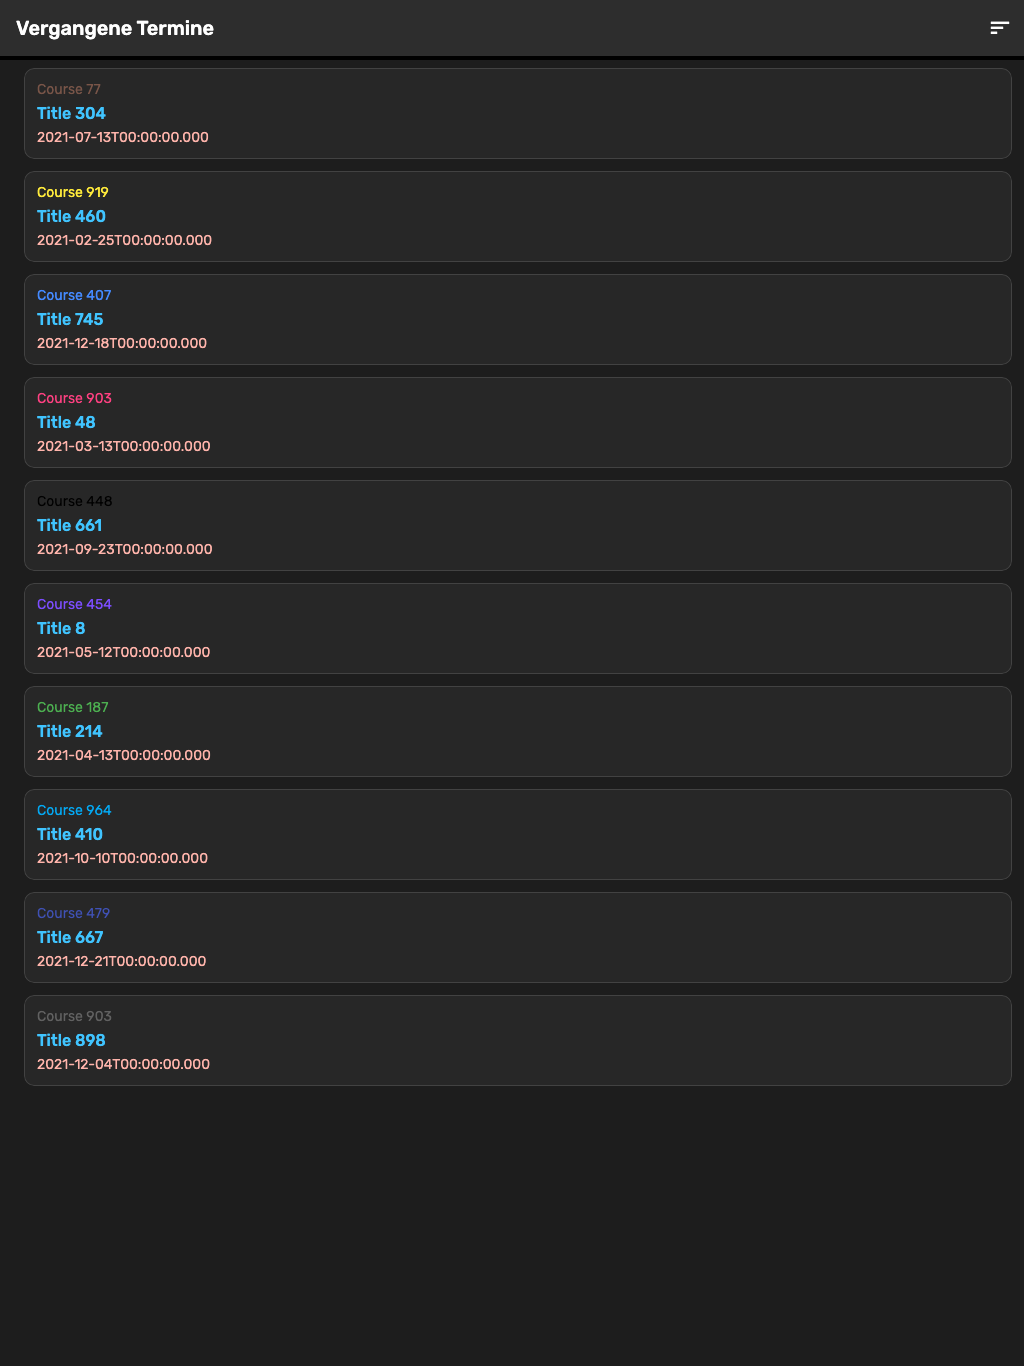 Vergangene Termine
Course 77
Title 304
2021-07-13T00:00:00.000
Course 919
Title 460
2021-02-25T00:00:00.000
Course 407
Title 745
2021-12-18T00:00:00.000
Course 903
Title 48
2021-03-13T00:00:00.000
Course 448
Title 661
2021-09-23T00:00:00.000
Course 454
Title 8
2021-05-12T00:00:00.000
Course 187
Title 214
2021-04-13T00:00:00.000
Course 964
Title 410
2021-10-10T00:00:00.000
Course 479
Title 667
2021-12-21T00:00:00.000
Course 903
Title 898
2021-12-04T00:00:00.000